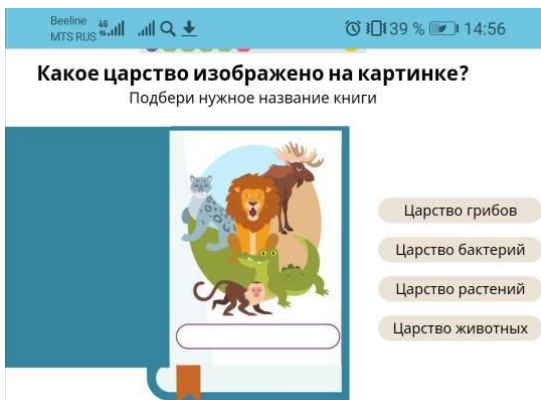 Beeline 4G
MTS RUS
39 % 14:56
Какое царство изображено на картинке?
Подбери нужное название книги
Царство грибов
Царство бактерий
Царство растений
Царство животных